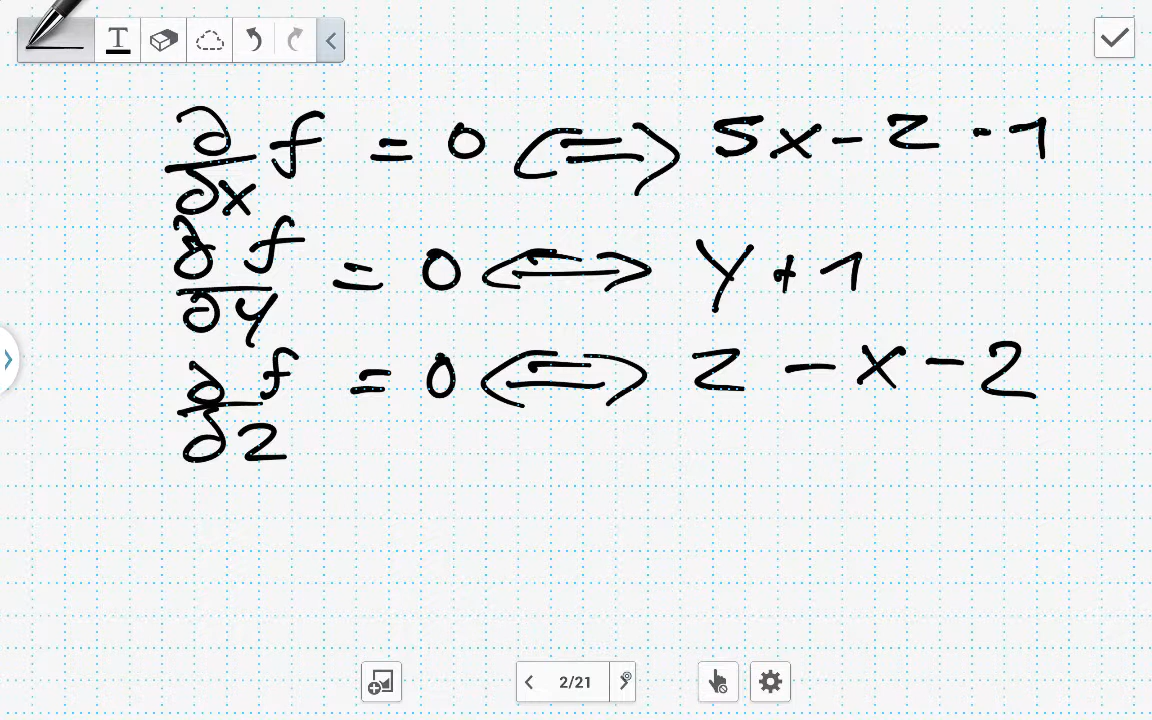 T
∂/∂x f = 0 ⟺ 5x - z - 1
∂f/∂y = 0 ⟺ y + 1
∂f/∂z = 0 ⟺ z - x - 2
2/21